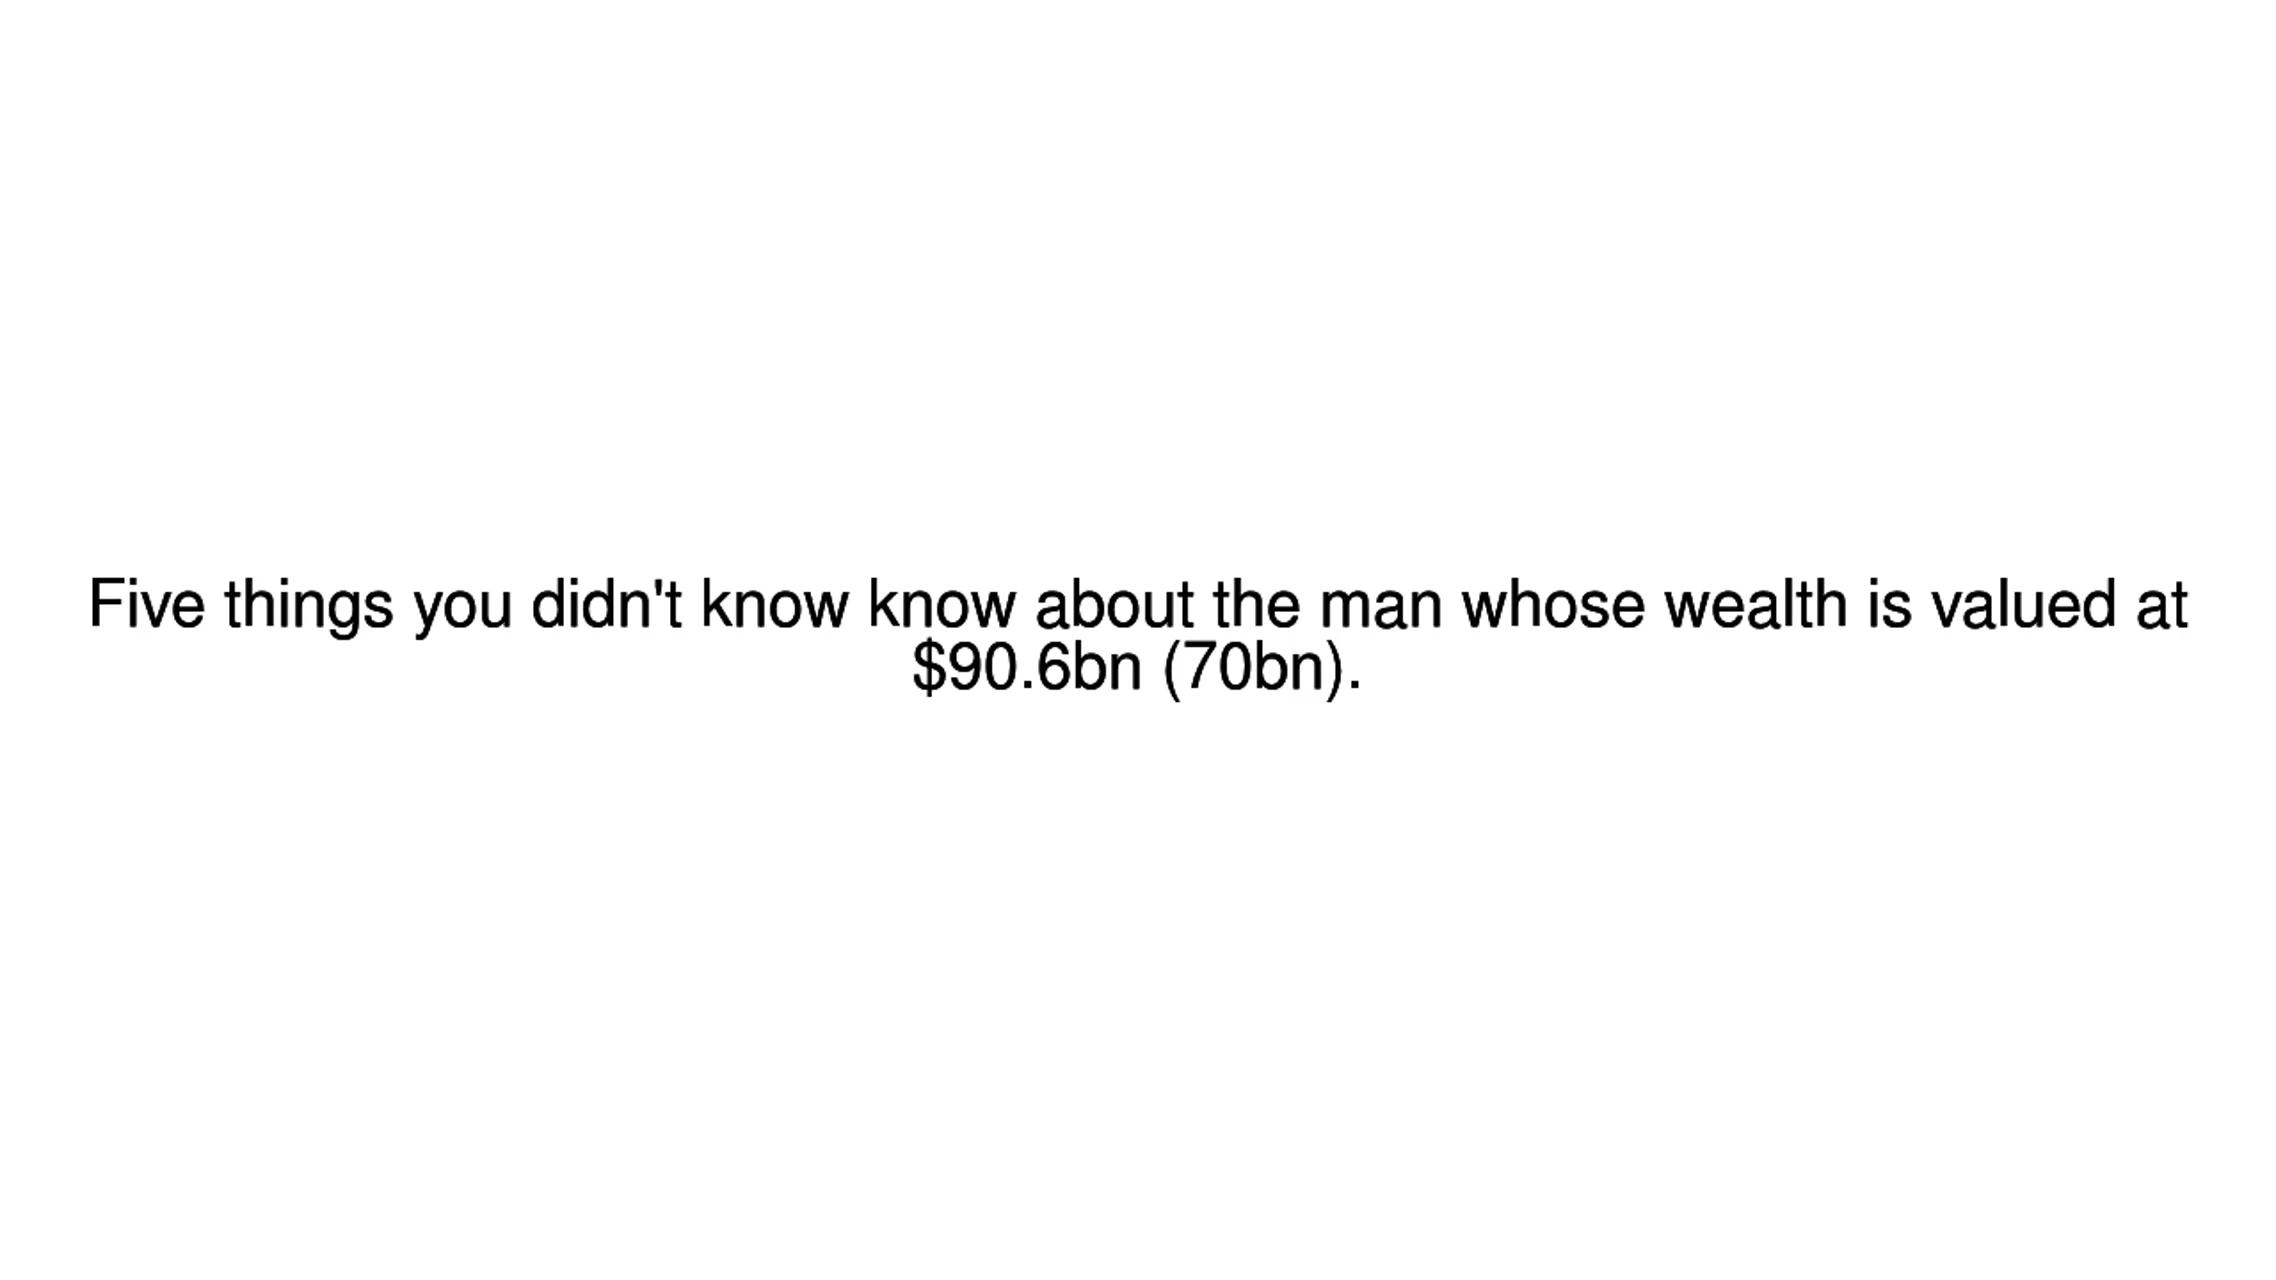 Five things you didn't know know about the man whose wealth is valued at
$90.6bn (70bn).